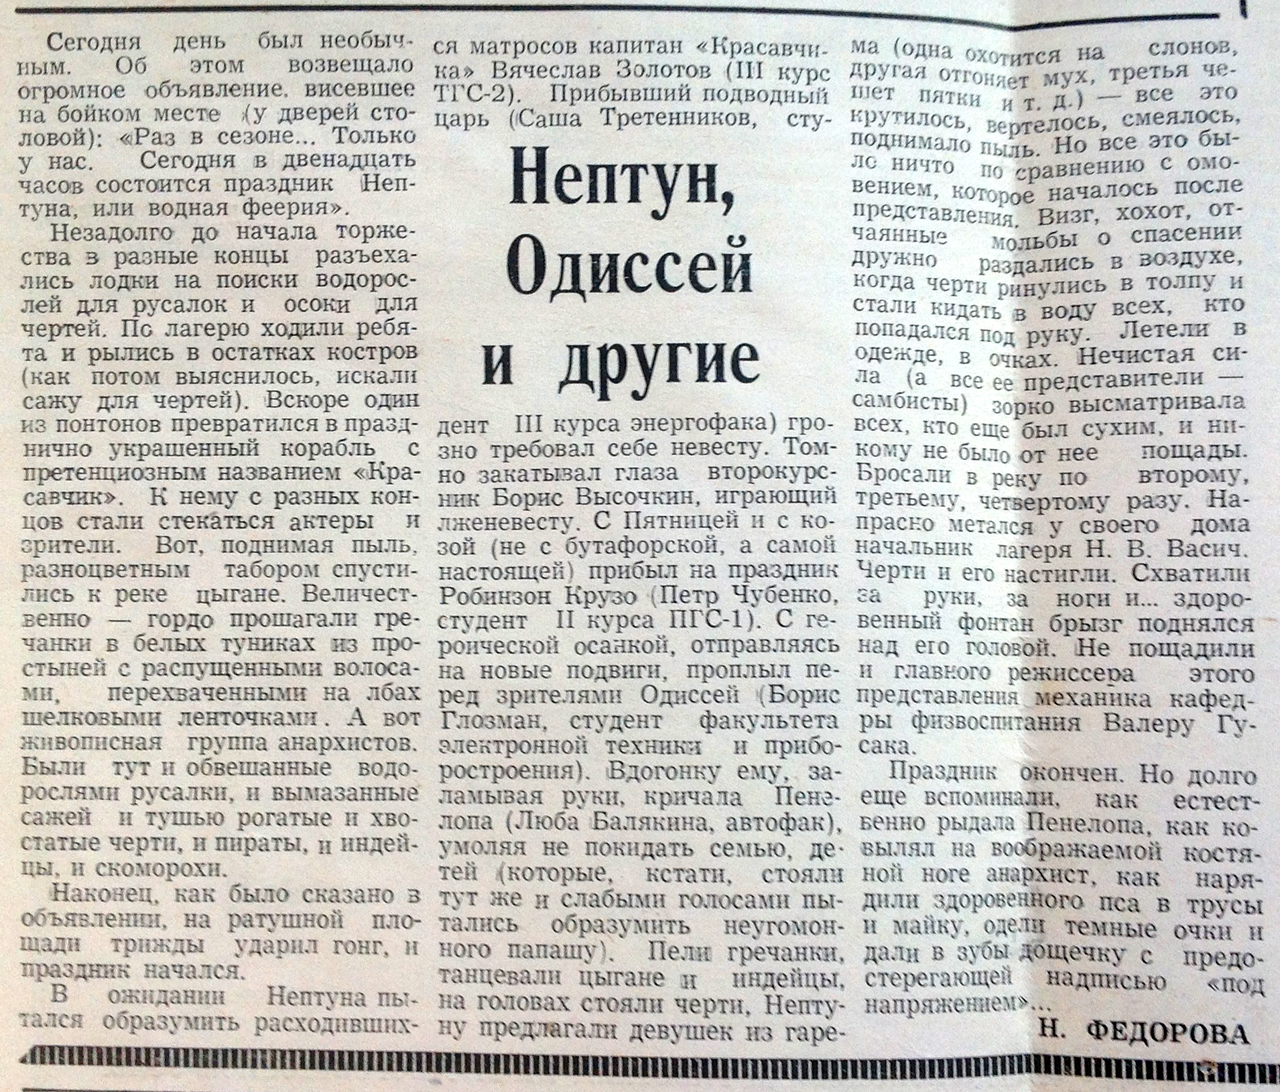 Сегодня день был необыч-
ным. Об этом возвещало
огромное объявление, висевшее
на бойком месте (у дверей сто-
ловой): «Раз в сезоне... Только
у нас. Сегодня в двенадцать
часов состоится праздник Неп-
туна, или водная феерия».
Незадолго до начала торже-
ства в разные концы разъеха-
лись лодки на поиски водорос-
лей для русалок и осоки для
чертей. По лагерю ходили ребя-
та и рылись в остатках костров
(как потом выяснилось, искали
сажу для чертей). Вскоре один
из понтонов превратился в празд-
нично украшенный корабль с
претенциозным названием «Кра-
савчик». К нему с разных кон-
цов стали стекаться актеры и
зрители. Вот, поднимая пыль,
разноцветным табором спусти-
лись к реке цыгане. Величест-
венно — гордо прошагали гре-
чанки в белых туниках из про-
стыней с распущенными волоса-
ми, перехваченными на лбах
шелковыми ленточками. А вот
живописная группа анархистов.
Были тут и обвешанные водо-
рослями русалки, и вымазанные
сажей и тушью рогатые и хво-
статые черти, и пираты, и индей-
цы, и скоморохи.
Наконец, как было сказано в
объявлении, на ратушной пло-
щади трижды ударил гонг, и
праздник начался.
В ожидании Нептуна пы-
тался образумить расходивших-
ся матросов капитан «Красавчи-
ка» Вячеслав Золотов (III курс
ТГС-2). Прибывший подводный
царь (Саша Третенников, сту-
Нептун,
Одиссей
и другие
дент III курса энергофака) гро-
зно требовал себе невесту. Том-
но закатывал глаза второкурс-
ник Борис Высочкин, играющий
лженевесту. С Пятницей и с ко-
зой (не с бутафорской, а самой
настоящей) прибыл на праздник
Робинзон Крузо (Петр Чубенко,
студент II курса ПГС-1). С ге-
роической осанкой, отправляясь
на новые подвиги, проплыл пе-
ред зрителями Одиссей (Борис
Глозман, студент факультета
электронной техники и прибо-
ростроения). Вдогонку ему, за-
ламывая руки, кричала Пене-
лопа (Люба Балякина, автофак),
умоляя не покидать семью, де-
тей (которые, кстати, стояли
тут же и слабыми голосами пы-
тались образумить неугомон-
ного папашу). Пели гречанки,
танцевали цыгане и индейцы,
на головах стояли черти, Непту-
ну предлагали девушек из гаре-
ма (одна охотится на слонов,
другая отгоняет мух, третья че-
шет пятки и т. д.) — все это
крутилось, вертелось, смеялось,
поднимало пыль. Но все это бы-
ло ничто по сравнению с омо-
вением, которое началось после
представления. Визг, хохот, от-
чаянные мольбы о спасении
дружно раздались в воздухе,
когда черти ринулись в толпу и
стали кидать в воду всех, кто
попадался под руку. Летели в
одежде, в очках. Нечистая си-
ла (а все ее представители —
самбисты) зорко высматривала
всех, кто еще был сухим, и ни-
кому не было от нее пощады.
Бросали в реку по второму,
третьему, четвертому разу. На-
прасно метался у своего дома
начальник лагеря Н. В. Васич.
Черти и его настигли. Схватили
за руки, за ноги и... здоро-
венный фонтан брызг поднялся
над его головой. Не пощадили
и главного режиссера этого
представления механика кафед-
ры физвоспитания Валеру Гу-
сака.
Праздник окончен. Но долго
еще вспоминали, как естест-
венно рыдала Пенелопа, как ко-
вылял на воображаемой костя-
ной ноге анархист, как наря-
дили здоровенного пса в трусы
и майку, одели темные очки и
дали в зубы дощечку с предо-
стерегающей надписью «под
напряжением»...
Н. ФЕДОРОВА